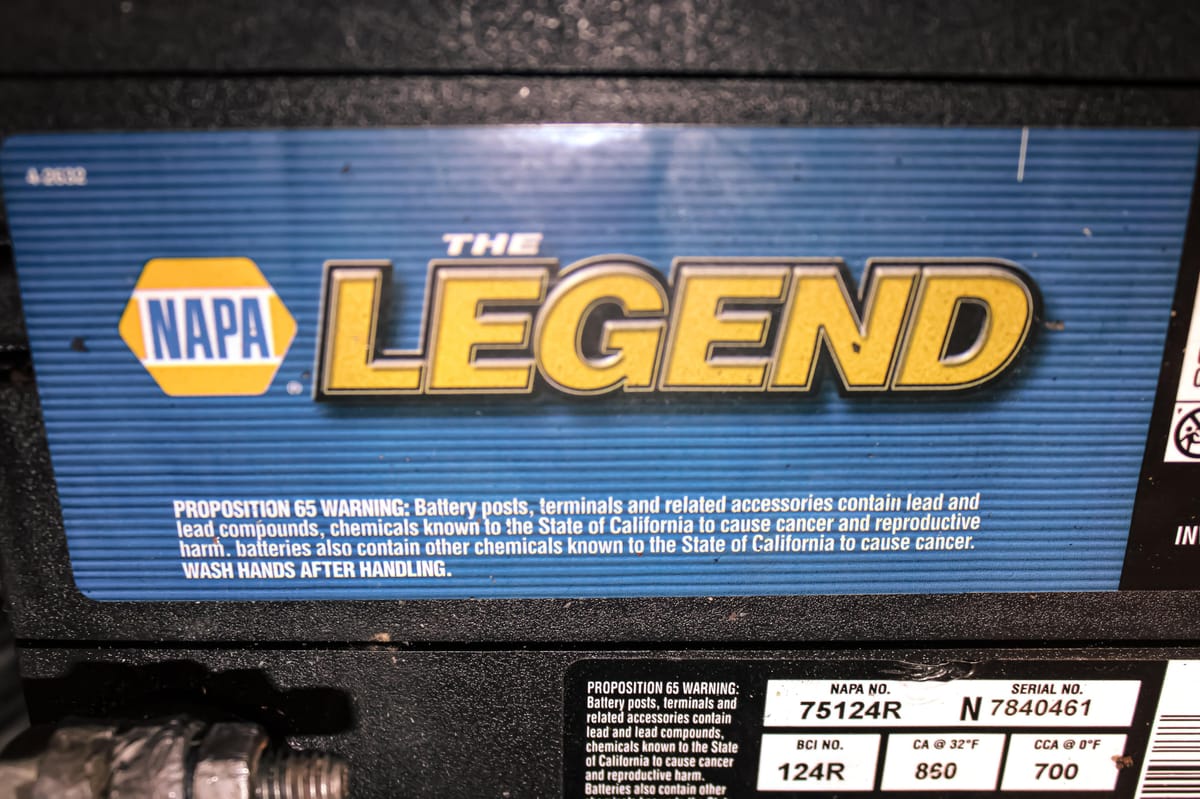 THE
NAPA
®
LEGEND
PROPOSITION 65 WARNING: Battery posts, terminals and related accessories contain lead and
lead compounds, chemicals known to the State of California to cause cancer and reproductive
harm. batteries also contain other chemicals known to the State of California to cause cancer.
WASH HANDS AFTER HANDLING.
PROPOSITION 65 WARNING:
Battery posts, terminals and
related accessories contain
lead and lead compounds,
chemicals known to the State
of California to cause cancer
and reproductive harm.
Batteries also contain other
NAPA NO. SERIAL NO.
75124R N 7840461
BCI NO. CA @ 32°F CCA @ 0°F
124R 860 700